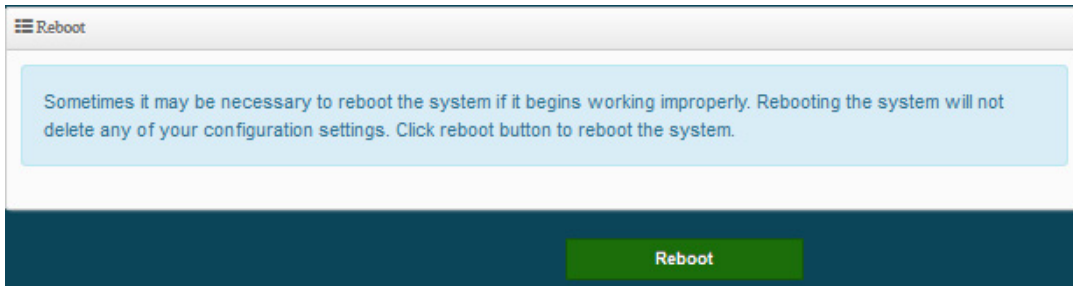 Reboot
Sometimes it may be necessary to reboot the system if it begins working improperly. Rebooting the system will not
delete any of your configuration settings. Click reboot button to reboot the system.
Reboot